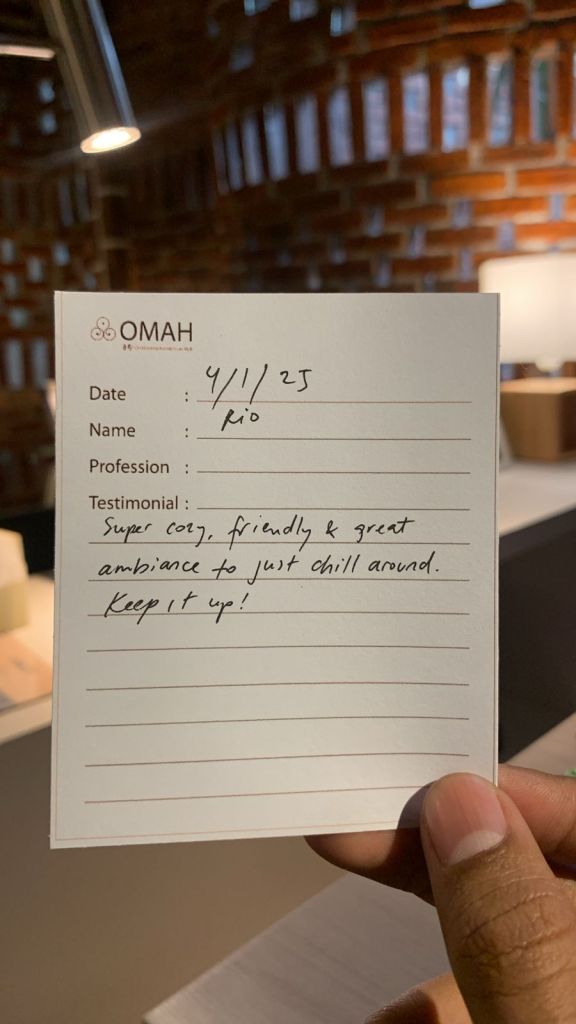 OMAH
Date : 4/1/25
Name : Rio
Profession :
Testimonial :
Super cozy, friendly & great
ambiance to just chill around.
Keep it up!